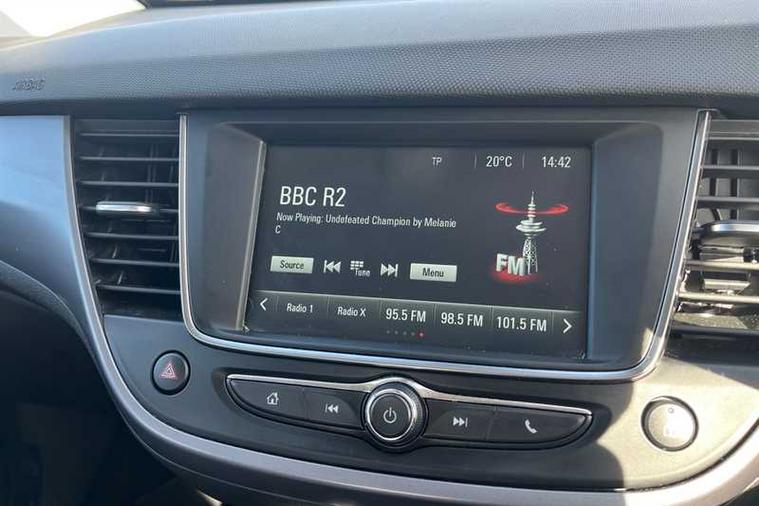 AIRBAG
TP 20°C 14:42
BBC R2
Now Playing: Undefeated Champion by Melanie
C
FM
Source Tune Menu
Radio 1 Radio X 95.5 FM 98.5 FM 101.5 FM